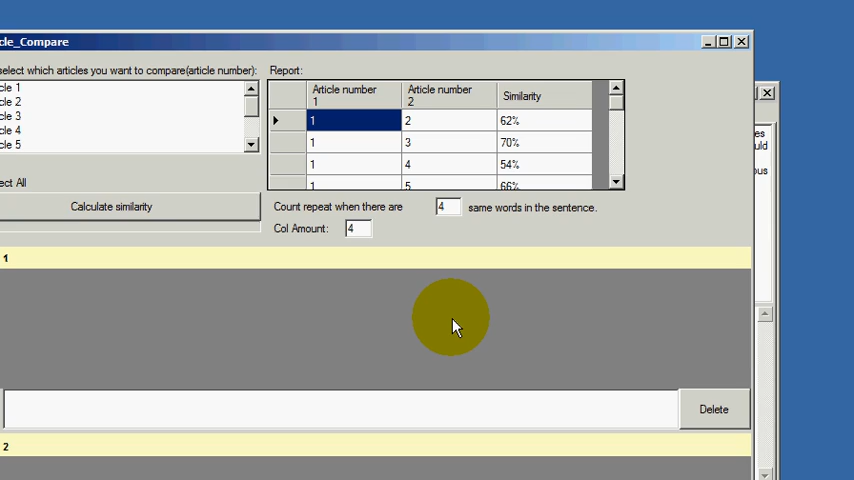 cle_Compare
select which articles you want to compare(article number):
Report:
cle 1
cle 2
cle 3
cle 4
cle 5
Article number 1 Article number 2 Similarity
1 2 62%
1 3 70%
1 4 54%
1 5 66%
es
uld
ous
ect All
Calculate similarity
Count repeat when there are 4 same words in the sentence.
Col Amount: 4
1
Delete
2